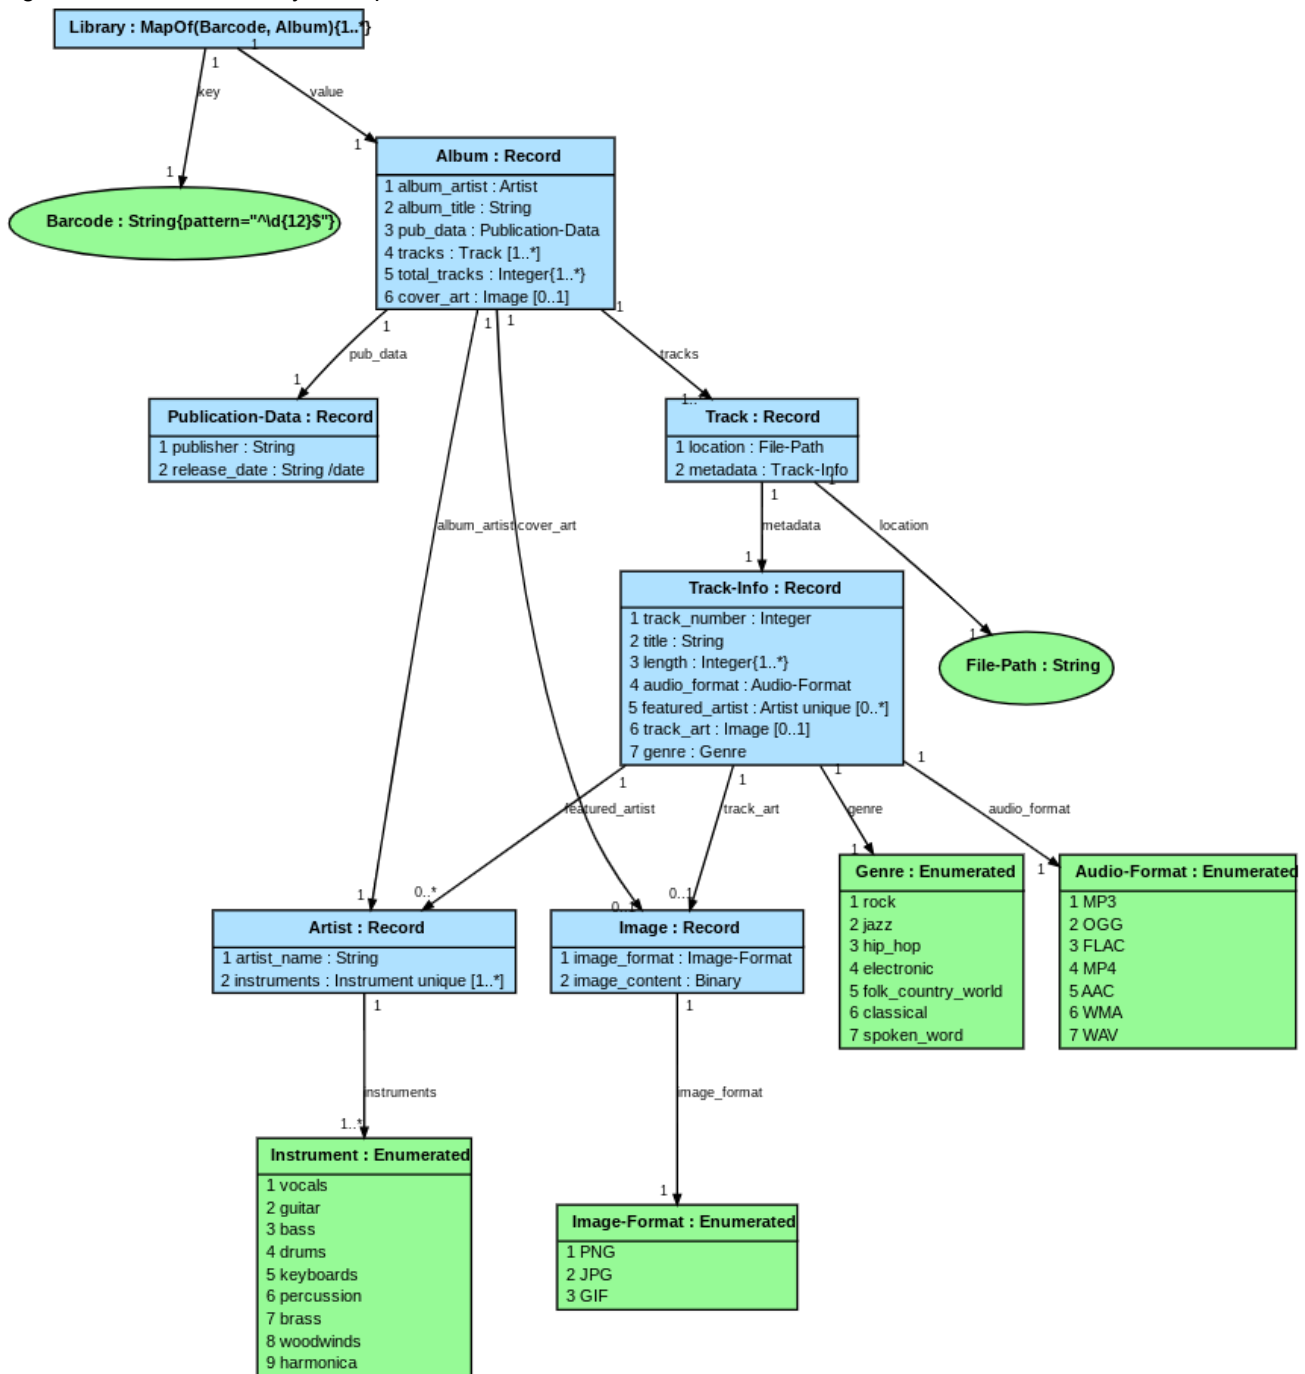 Library : MapOf(Barcode, Album){1..*}
1
1
key
value
1
1
Barcode : String{pattern="^\d{12}$"}
Album : Record
1 album_artist : Artist
2 album_title : String
3 pub_data : Publication-Data
4 tracks : Track [1..*]
5 total_tracks : Integer{1..*}
6 cover_art : Image [0..1]
1
1
1
1
pub_data
tracks
1
1..*
Publication-Data : Record
1 publisher : String
2 release_date : String /date
Track : Record
1 location : File-Path
2 metadata : Track-Info
1
1
album_artist
cover_art
metadata
location
1
1
Track-Info : Record
1 track_number : Integer
2 title : String
3 length : Integer{1..*}
4 audio_format : Audio-Format
5 featured_artist : Artist unique [0..*]
6 track_art : Image [0..1]
7 genre : Genre
File-Path : String
1
1
1
1
featured_artist
track_art
genre
audio_format
1
0..*
0..1
0..1
1
1
Artist : Record
1 artist_name : String
2 instruments : Instrument unique [1..*]
Image : Record
1 image_format : Image-Format
2 image_content : Binary
Genre : Enumerated
1 rock
2 jazz
3 hip_hop
4 electronic
5 folk_country_world
6 classical
7 spoken_word
Audio-Format : Enumerated
1 MP3
2 OGG
3 FLAC
4 MP4
5 AAC
6 WMA
7 WAV
1
1
instruments
image_format
1..*
1
Instrument : Enumerated
1 vocals
2 guitar
3 bass
4 drums
5 keyboards
6 percussion
7 brass
8 woodwinds
9 harmonica
Image-Format : Enumerated
1 PNG
2 JPG
3 GIF